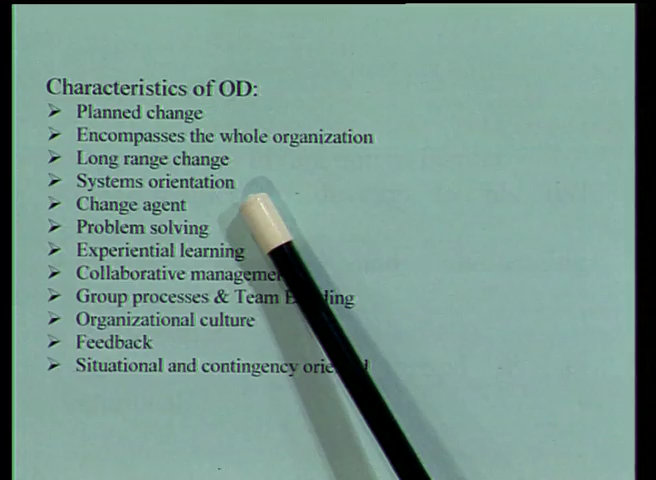 Characteristics of OD:
➢ Planned change
➢ Encompasses the whole organization
➢ Long range change
➢ Systems orientation
➢ Change agent
➢ Problem solving
➢ Experiential learning
➢ Collaborative
➢ Group processes & Team
➢ Organizational culture
➢ Feedback
➢ Situational and contingency